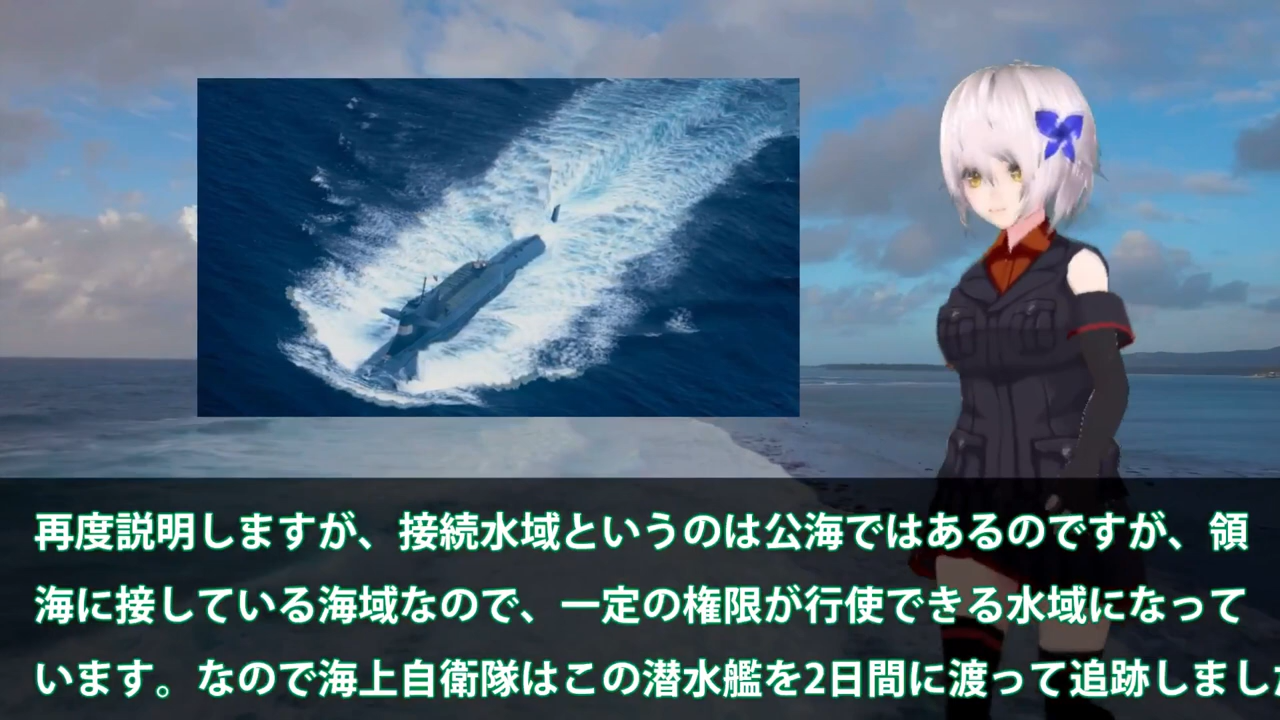 再度説明しますが、接続水域というのは公海ではあるのですが、領
海に接している海域なので、一定の権限が行使できる水域になって
います。なので海上自衛隊はこの潜水艦を2日間に渡って追跡しまし